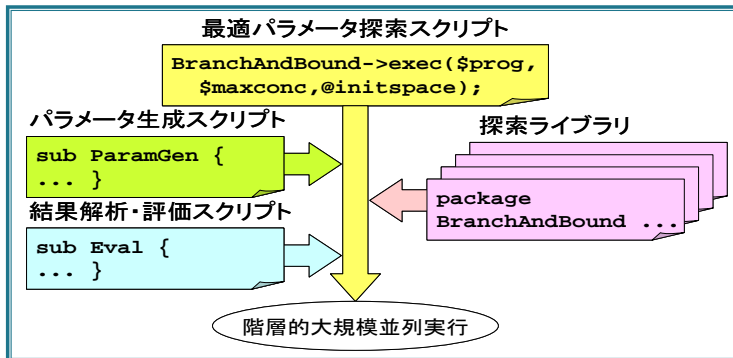 最適パラメータ探索スクリプト
BranchAndBound->exec($prog,
$maxconc,@initspace);
パラメータ生成スクリプト
sub ParamGen {
... }
探索ライブラリ
package
BranchAndBound ...
結果解析・評価スクリプト
sub Eval {
... }
階層的大規模並列実行